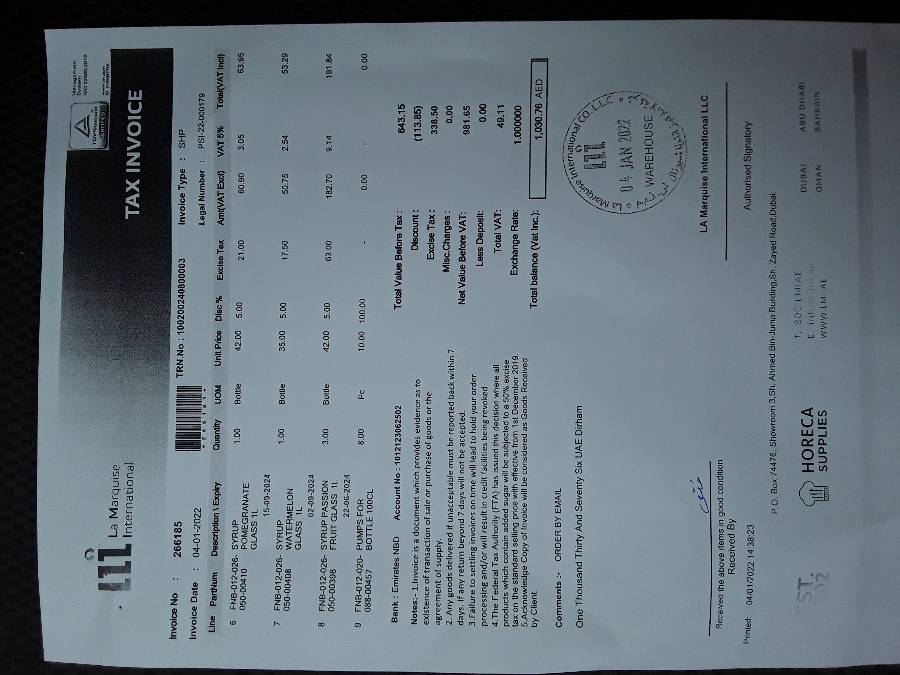 La Marquise
International
TAX INVOICE
Invoice No : 266185
TRN.No : 100200240800003
Invoice Type : SHP
Invoice Date : 04-01-2022
Legal Number : PSI-22-000179
Line PartNum Description \ Expiry Quantity UOM Unit Price Disc % Excise Tax Amt(VAT Excl) VAT 5% Total(VAT Incl)
6 FNB-012-026- SYRUP 1.00 Bottle 42.00 5.00 21.00 60.90 3.05 63.95
050-00410 POMEGRANATE
GLASS 1L
15-09-2024
7 FNB-012-026- SYRUP 1.00 Bottle 35.00 5.00 17.50 50.75 2.54 53.29
050-00408 WATERMELON
GLASS 1L
02-09-2024
8 FNB-012-026- SYRUP PASSION 3.00 Bottle 42.00 5.00 63.00 182.70 9.14 191.84
050-00398 FRUIT GLASS 1L
22-06-2024
9 FNB-012-020- PUMPS FOR 8.00 Pc 10.00 100.00 - 0.00 - 0.00
088-00457 BOTTLE 100CL
Bank : Emirates NBD Account No : 1012123062502
Notes:- 1.Invoice is a document which provides evidence as to
existence of transaction of sale or purchase of goods or the
agreement of supply.
2. Any goods delivered if unacceptable must be reported back within 7
days. If any return beyond 7 days will not be accepted.
3.Failure to settling invoices on time will lead to hold your order
processing and/or will result in credit facilities being revoked
4.The Federal Tax Authority (FTA) has issued this decision where all
products which contain added sugar will be subjected to a 50% excise
tax on the standard selling price with effective from 1st December 2019.
5.Acknowledge Copy of Invoice will be considered as Goods Received
by Client.
Total Value Before Tax : 643.15
Discount : (113.85)
Excise Tax : 338.50
Misc.Charges : 0.00
Net Value Before VAT: 981.65
Less Deposit: 0.00
Total VAT: 49.11
Exchange Rate: 1.000000
Total balance (Vat Inc.): 1,030.76 AED
Comments :- ORDER BY EMAIL
One Thousand Thirty And Seventy Six UAE Dirham
La Marquise International CO. L.L.C
04 JAN 2022
WAREHOUSE
LA Marquise International LLC
Received the above items in good condition
Received By
Authorised Signatory
Printed: 04/01/2022 14:38:23
P.O. Box 74476, Showroom 3,Sh. Ahmed Bin Juma Building,Sh. Zayed Road,Dubai.
HORECA
SUPPLIES
T. 800 LMIAE
WWW.LMI.AE
DUBAI ABU DHABI
OMAN BAHRAIN